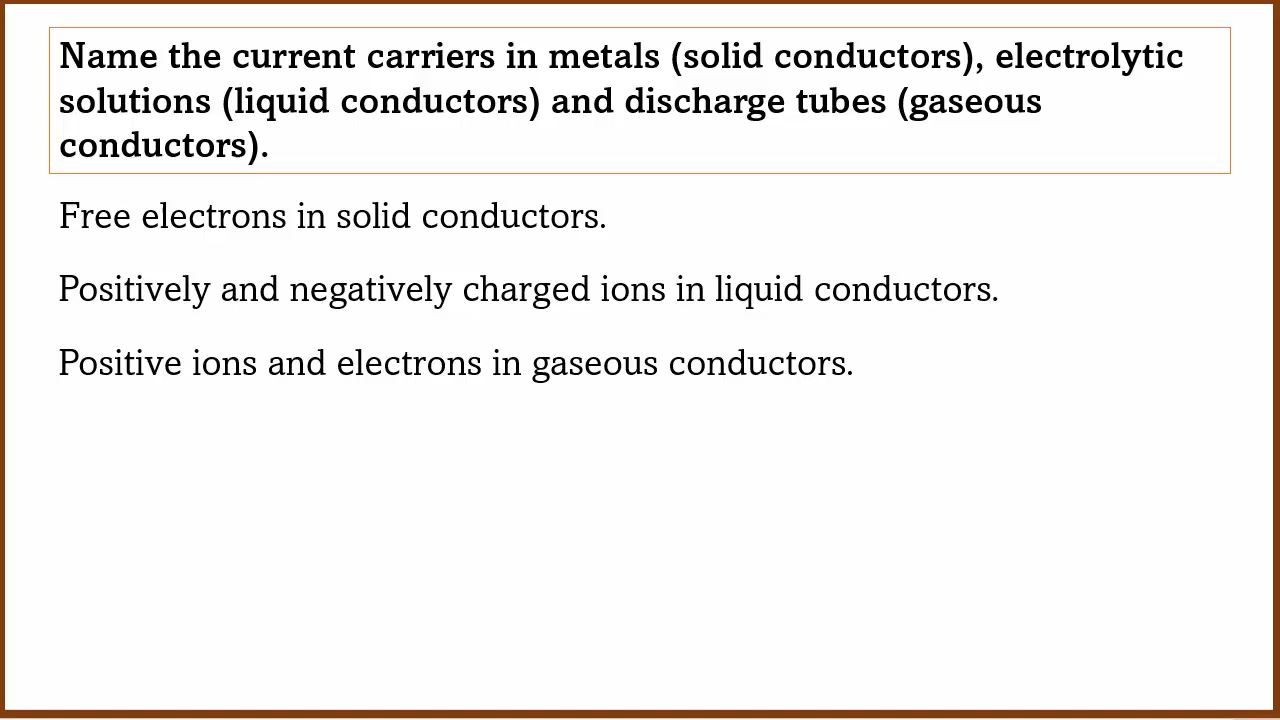 Name the current carriers in metals (solid conductors), electrolytic
solutions (liquid conductors) and discharge tubes (gaseous
conductors).
Free electrons in solid conductors.
Positively and negatively charged ions in liquid conductors.
Positive ions and electrons in gaseous conductors.